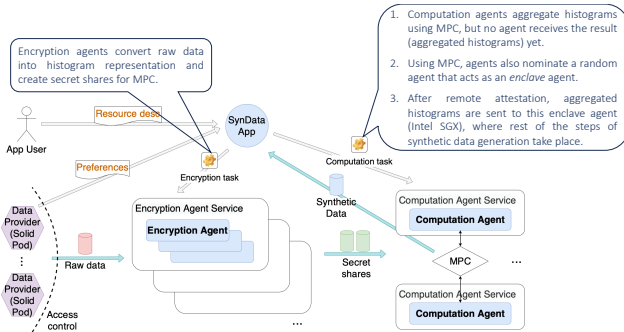 Encryption agents convert raw data
into histogram representation and
create secret shares for MPC.
1. Computation agents aggregate histograms
using MPC, but no agent receives the result
(aggregated histograms) yet.
2. Using MPC, agents also nominate a random
agent that acts as an enclave agent.
3. After remote attestation, aggregated
histograms are sent to this enclave agent
(Intel SGX), where rest of the steps of
synthetic data generation take place.
App User
Resource desc
SynData
App
Preferences
Encryption task
Computation task
Data
Provider
(Solid
Pod)
Data
Provider
(Solid
Pod)
Access
control
Raw data
Encryption Agent Service
Encryption Agent
...
Synthetic
Data
Secret
shares
Computation Agent Service
Computation Agent
MPC
...
Computation Agent Service
Computation Agent